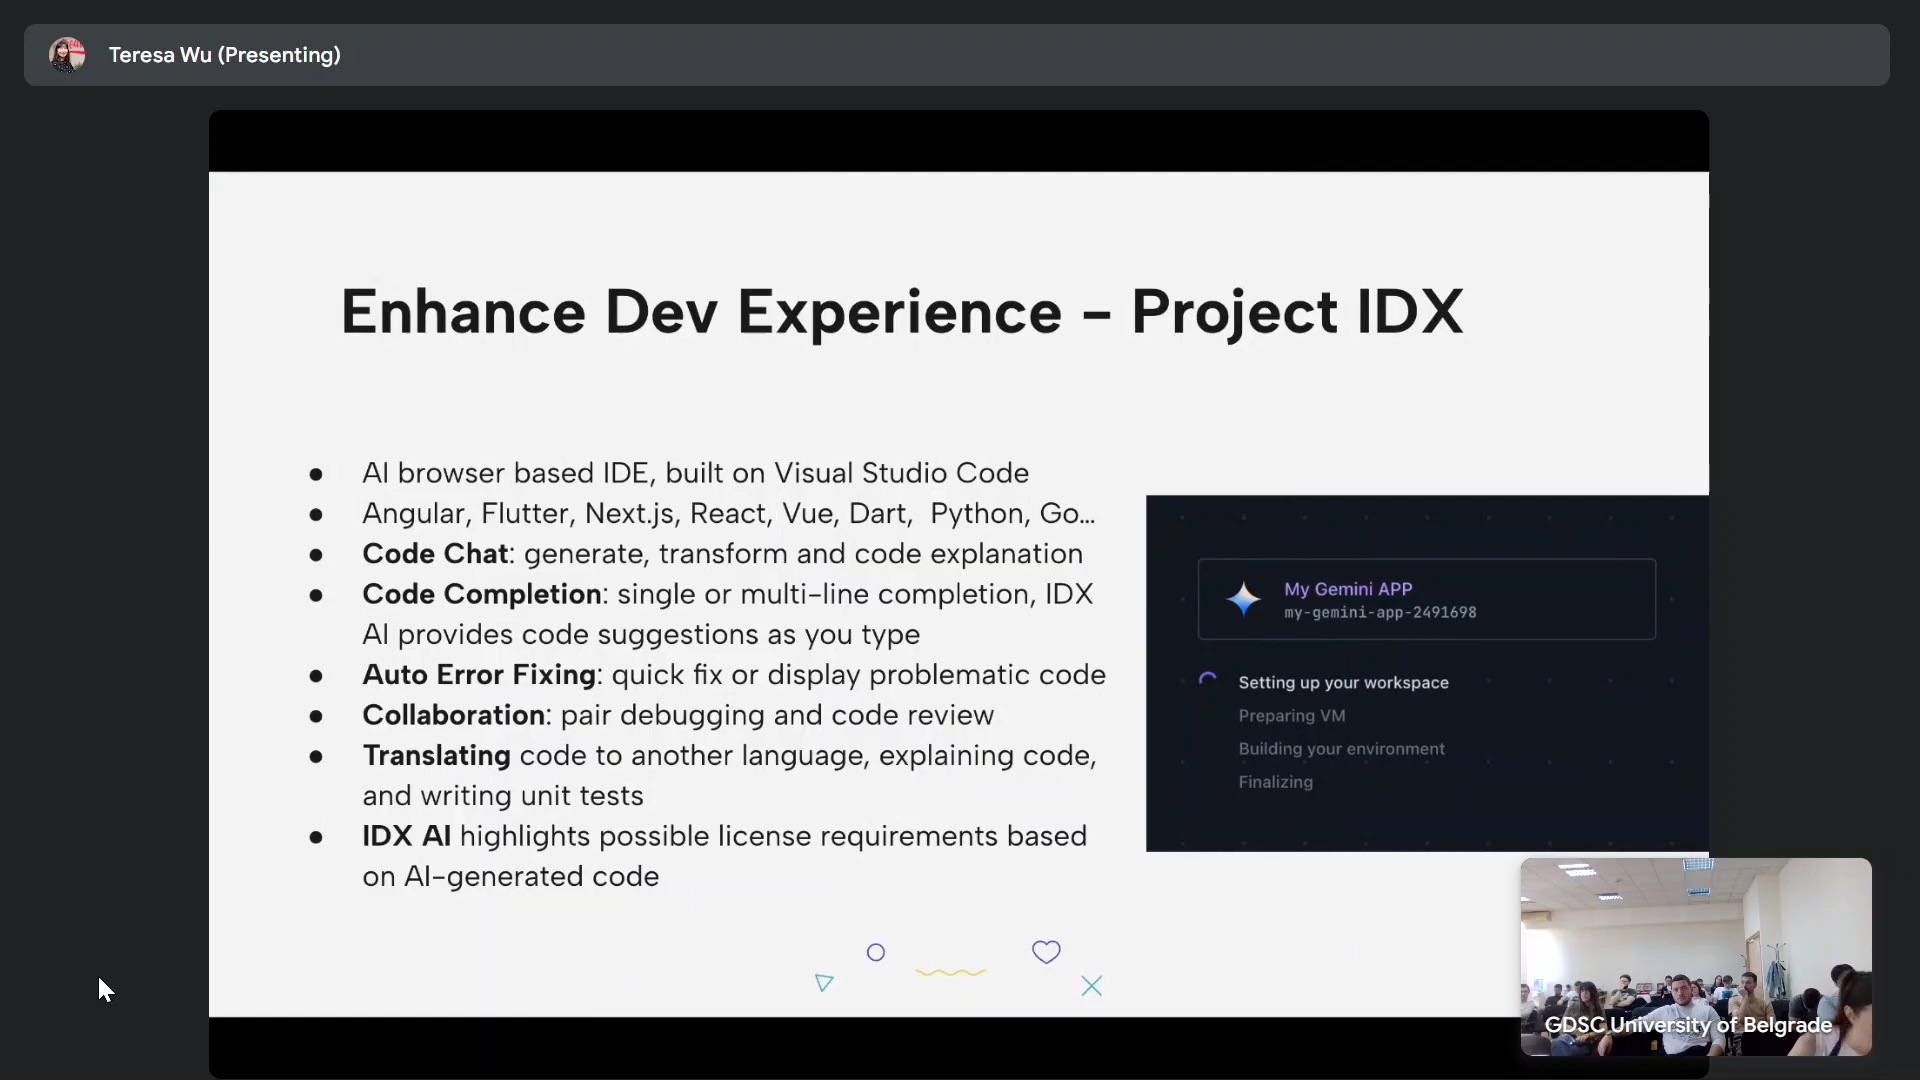 Teresa Wu (Presenting)
Enhance Dev Experience - Project IDX
● AI browser based IDE, built on Visual Studio Code
● Angular, Flutter, Next.js, React, Vue, Dart,  Python, Go...
● Code Chat: generate, transform and code explanation
● Code Completion: single or multi-line completion, IDX
AI provides code suggestions as you type
● Auto Error Fixing: quick fix or display problematic code
● Collaboration: pair debugging and code review
● Translating code to another language, explaining code,
and writing unit tests
● IDX AI highlights possible license requirements based
on AI-generated code
My Gemini APP
my-gemini-app-2491698
Setting up your workspace
Preparing VM
Building your environment
Finalizing
GDSC University of Belgrade